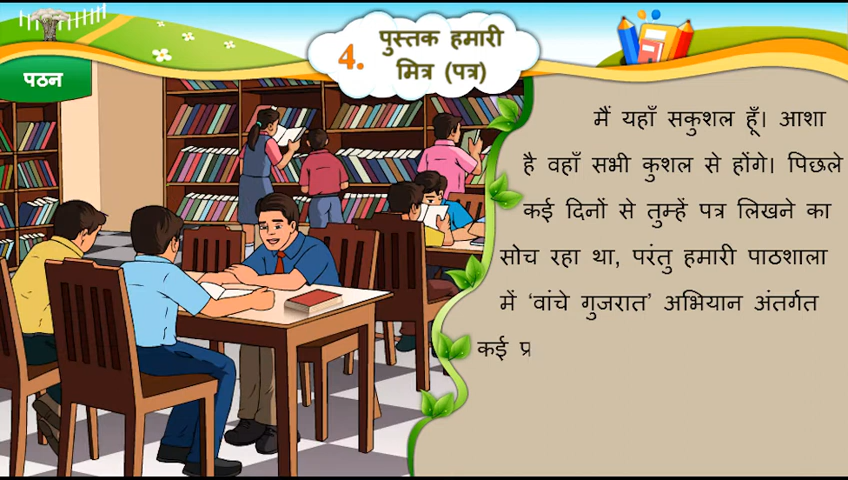 4.
पुस्तक हमारी
मित्र (पत्र)
पठन
मैं यहाँ सकुशल हूँ। आशा
है वहाँ सभी कुशल से होंगे। पिछले
कई दिनों से तुम्हें पत्र लिखने का
सोच रहा था, परंतु हमारी पाठशाला
में ‘वांचे गुजरात’ अभियान अंतर्गत
कई प्र